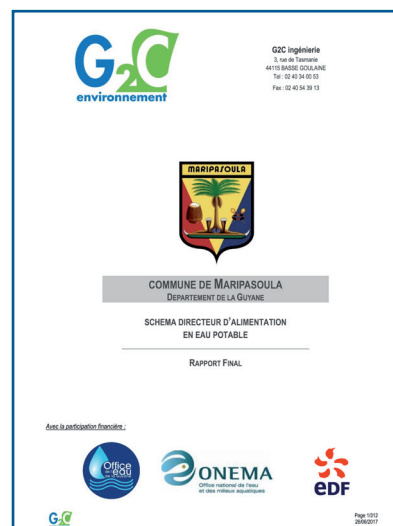 G2C
environnement
G2C ingénierie
3, rue de Tasmanie
44115 BASSE GOULAINE
Tel : 02 40 34 00 53
Fax : 02 40 54 39 13
MARIPASOULA
COMMUNE DE MARIPASOULA
DEPARTEMENT DE LA GUYANE
SCHEMA DIRECTEUR D'ALIMENTATION
EN EAU POTABLE
RAPPORT FINAL
Avec la participation financière :
Office
de l'eau
ONEMA
Office national de l'eau
et des milieux aquatiques
eDF
G2C
Page 1/312
26/06/2017